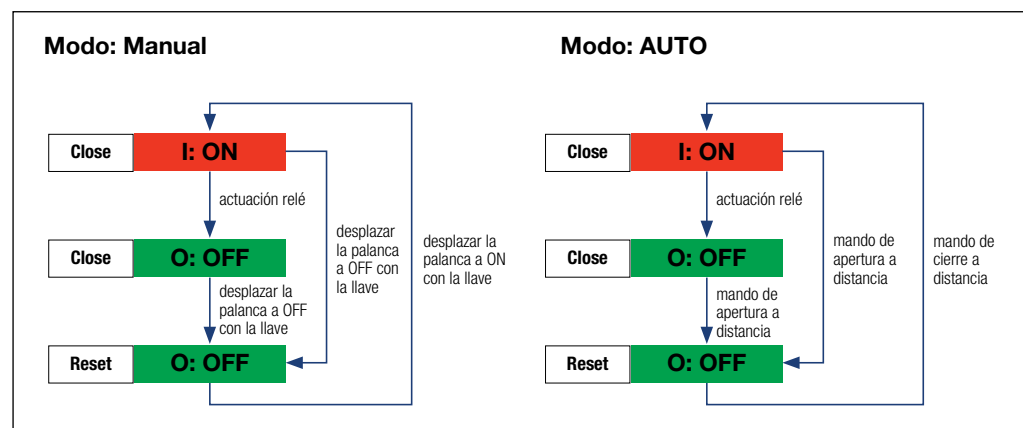 Modo: Manual
Close
I: ON
actuación relé
desplazar
la palanca
a OFF con
la llave
desplazar la
palanca a ON
con la llave
Close
O: OFF
desplazar la
palanca a OFF
con la llave
Reset
O: OFF
Modo: AUTO
Close
I: ON
actuación relé
mando de
apertura a
distancia
mando de
cierre a
distancia
Close
O: OFF
mando de
apertura a
distancia
Reset
O: OFF